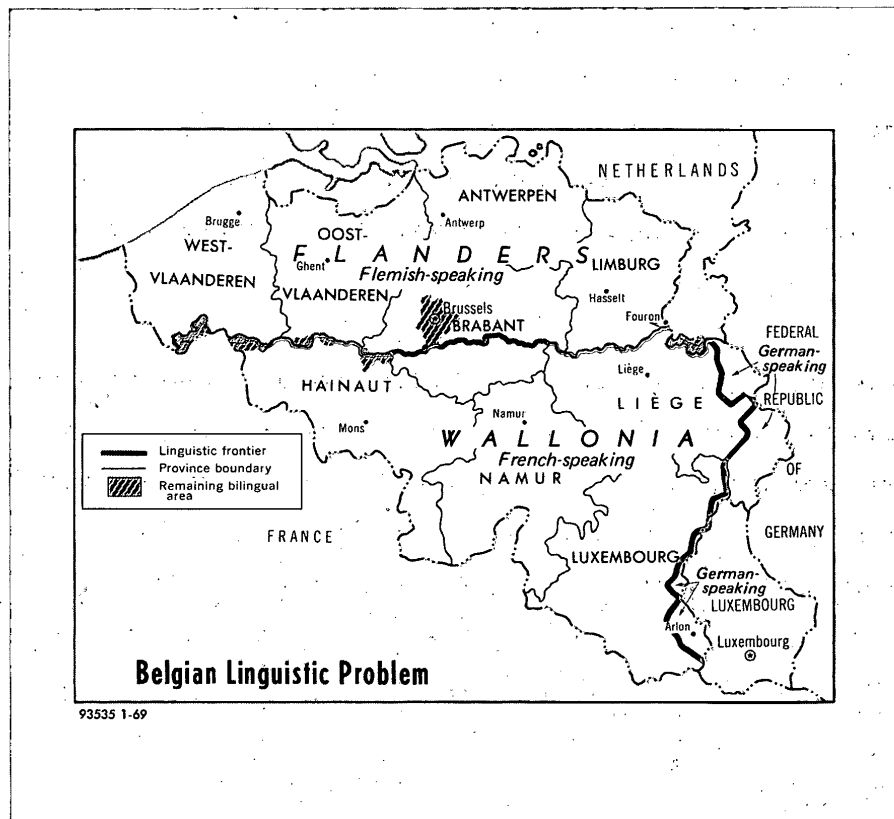 NETHERLANDS
ANTWERPEN
Brugge
Antwerp
OOST-
WEST-
FLANDERS
Ghent
LIMBURG
Flemish-speaking
VLAANDEREN
VLAANDEREN
Hasselt
Brussels
Fouron
BRABANT
FEDERAL
German-
speaking
Liège
HAINAUT
REPUBLIC
LIÈGE
Namur
Mons
WALLONIA
Linguistic frontier
French-speaking
Province boundary
OF
NAMUR
Remaining bilingual
area
FRANCE
GERMANY
LUXEMBOURG
German-
speaking
LUXEMBOURG
Arlon
Luxembourg
Belgian Linguistic Problem
93535 1-69